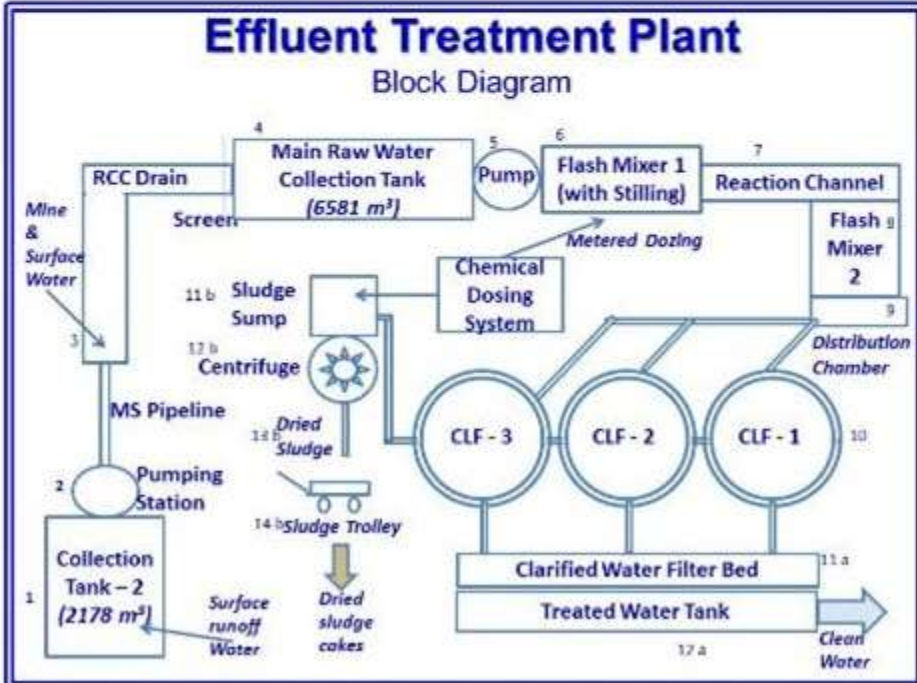 Effluent Treatment Plant
Block Diagram
4
Main Raw Water
Collection Tank
(6581 m³)
5
Pump
6
Flash Mixer 1
(with Stilling)
7
Reaction Channel
RCC Drain
Screen
Mine
&
Surface
Water
3
Metered Dozing
Flash
Mixer
2
8
9
Distribution
Chamber
Chemical
Dosing
System
11 b
Sludge
Sump
12 b
Centrifuge
MS Pipeline
13 b
Dried
Sludge
CLF - 3
CLF - 2
CLF - 1
10
2
Pumping
Station
14 b
Sludge Trolley
1
Collection
Tank – 2
(2178 m³)
Surface
runoff
Water
Dried
sludge
cakes
Clarified Water Filter Bed
11 a
Treated Water Tank
12 a
Clean
Water